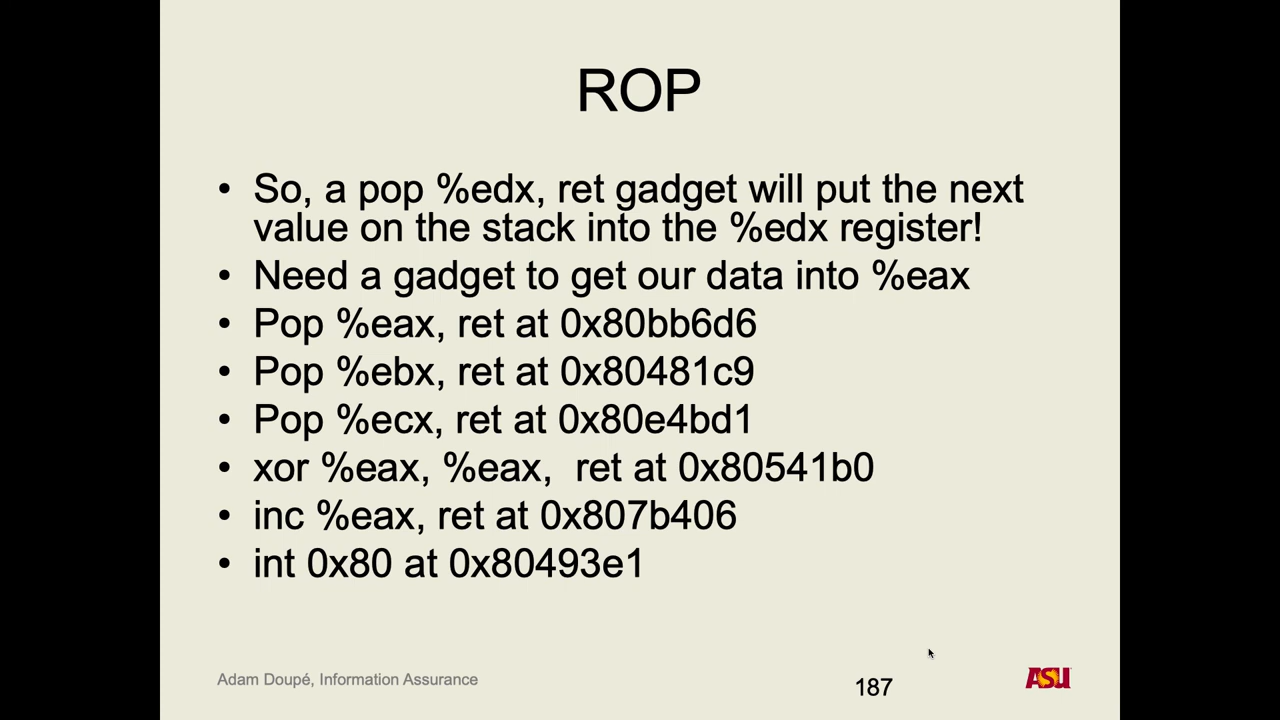 ROP
• So, a pop %edx, ret gadget will put the next
value on the stack into the %edx register!
• Need a gadget to get our data into %eax
• Pop %eax, ret at 0x80bb6d6
• Pop %ebx, ret at 0x80481c9
• Pop %ecx, ret at 0x80e4bd1
• xor %eax, %eax,  ret at 0x80541b0
• inc %eax, ret at 0x807b406
• int 0x80 at 0x80493e1
Adam Doupé, Information Assurance
187
ASU